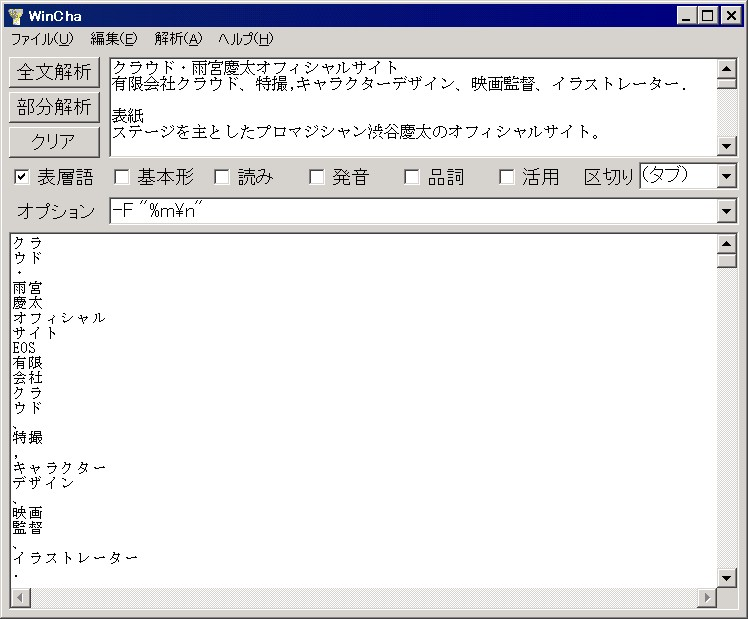 WinCha
ファイル(U) 編集(E) 解析(A) ヘルプ(H)
全文解析
部分解析
クリア
クラウド・雨宮慶太オフィシャルサイト
有限会社クラウド、特撮,キャラクターデザイン、映画監督、イラストレーター.
表紙
ステージを主としたプロマジシャン渋谷慶太のオフィシャルサイト。
表層語 基本形 読み 発音 品詞 活用 区切り (タブ)
オプション -F "%m¥n"
クラ
ウド
・
雨宮
慶太
オフィシャル
サイト
EOS
有限
会社
クラ
ウド
、
特撮
,
キャラクター
デザイン
、
映画
監督
、
イラストレーター
.